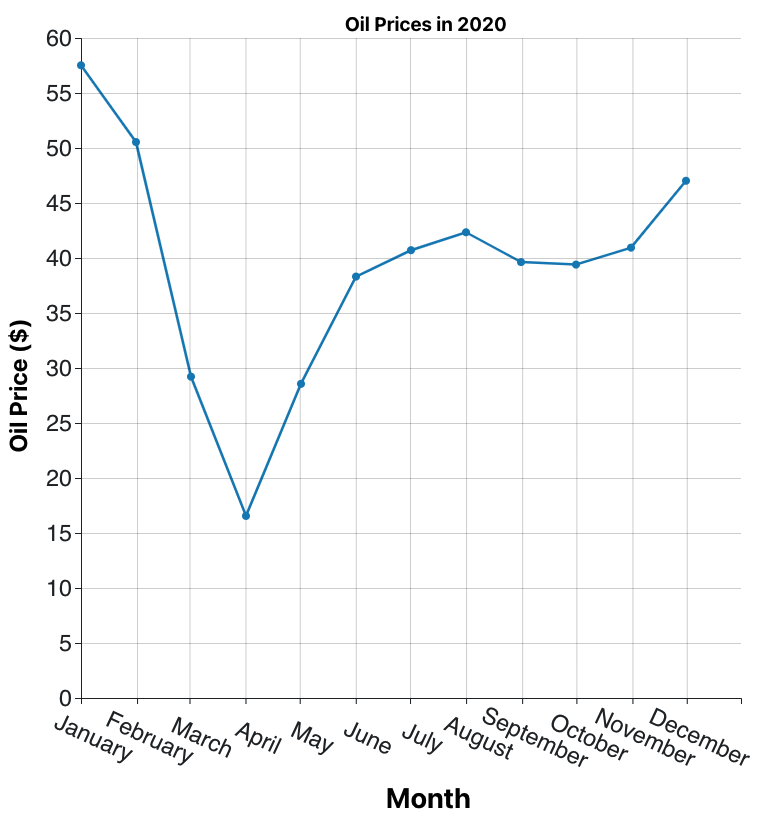 Oil Prices in 2020
60
55
50
45
40
35
30
25
20
15
10
5
0
Oil Price ($)
January
February
March
April
May
June
July
August
September
October
November
December
Month